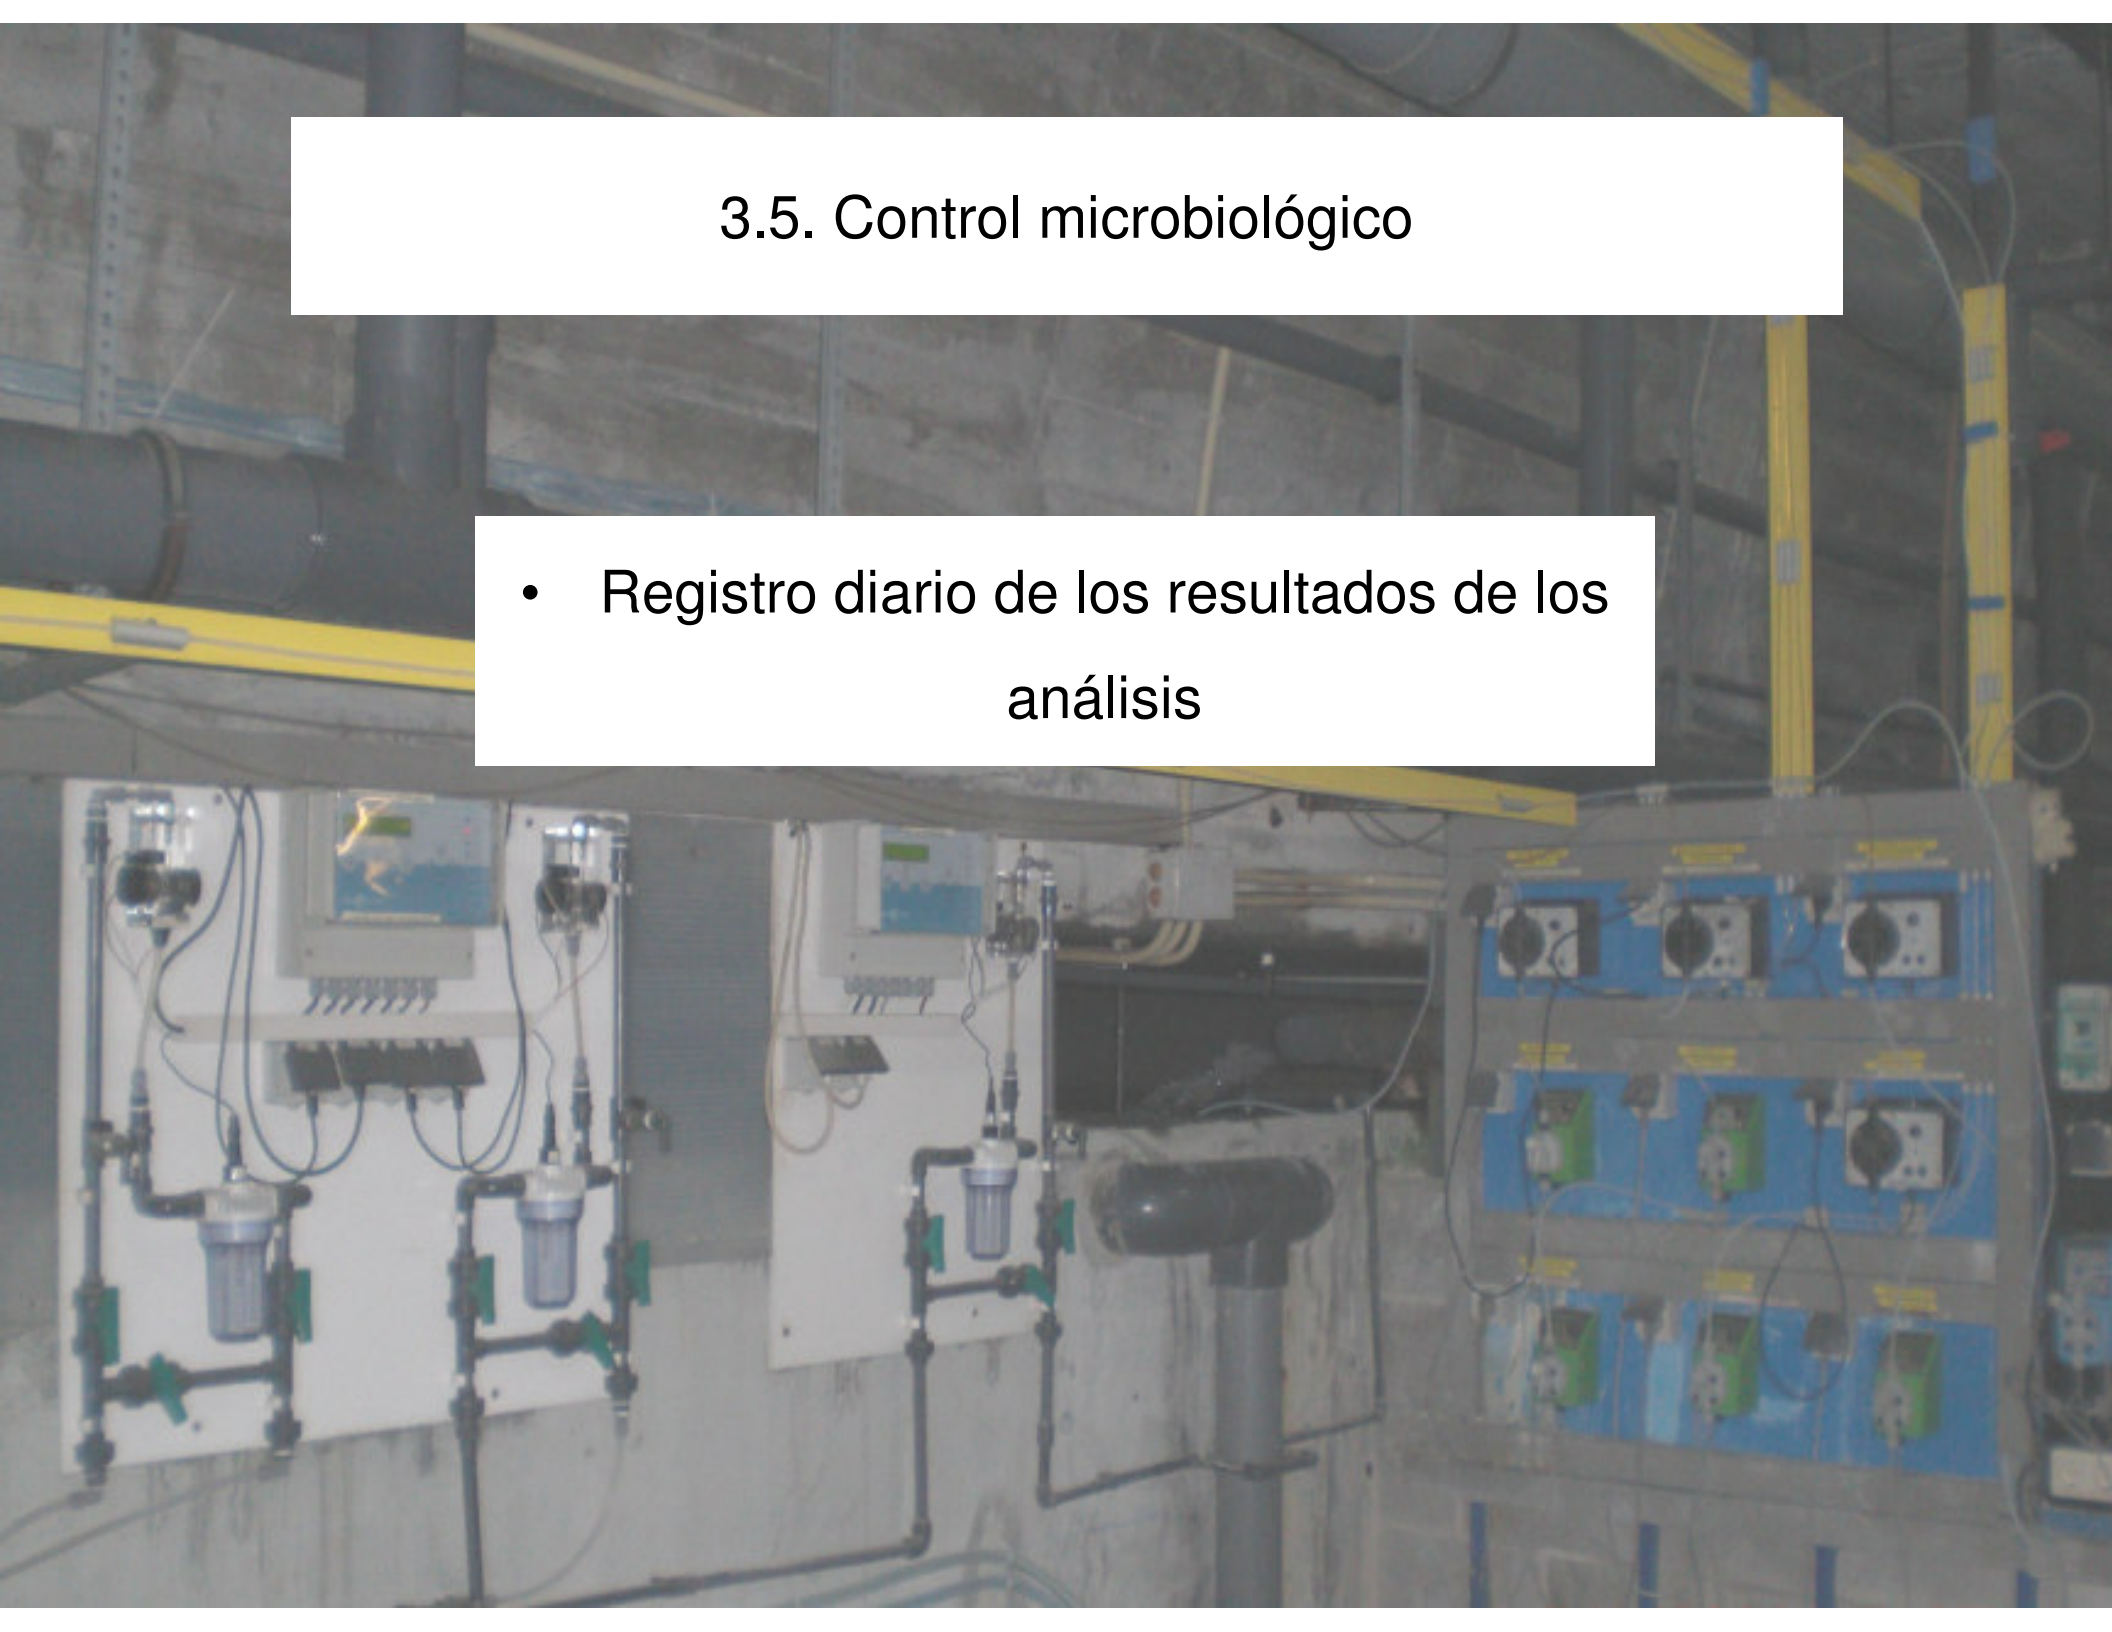 3.5. Control microbiológico
• Registro diario de los resultados de los
análisis